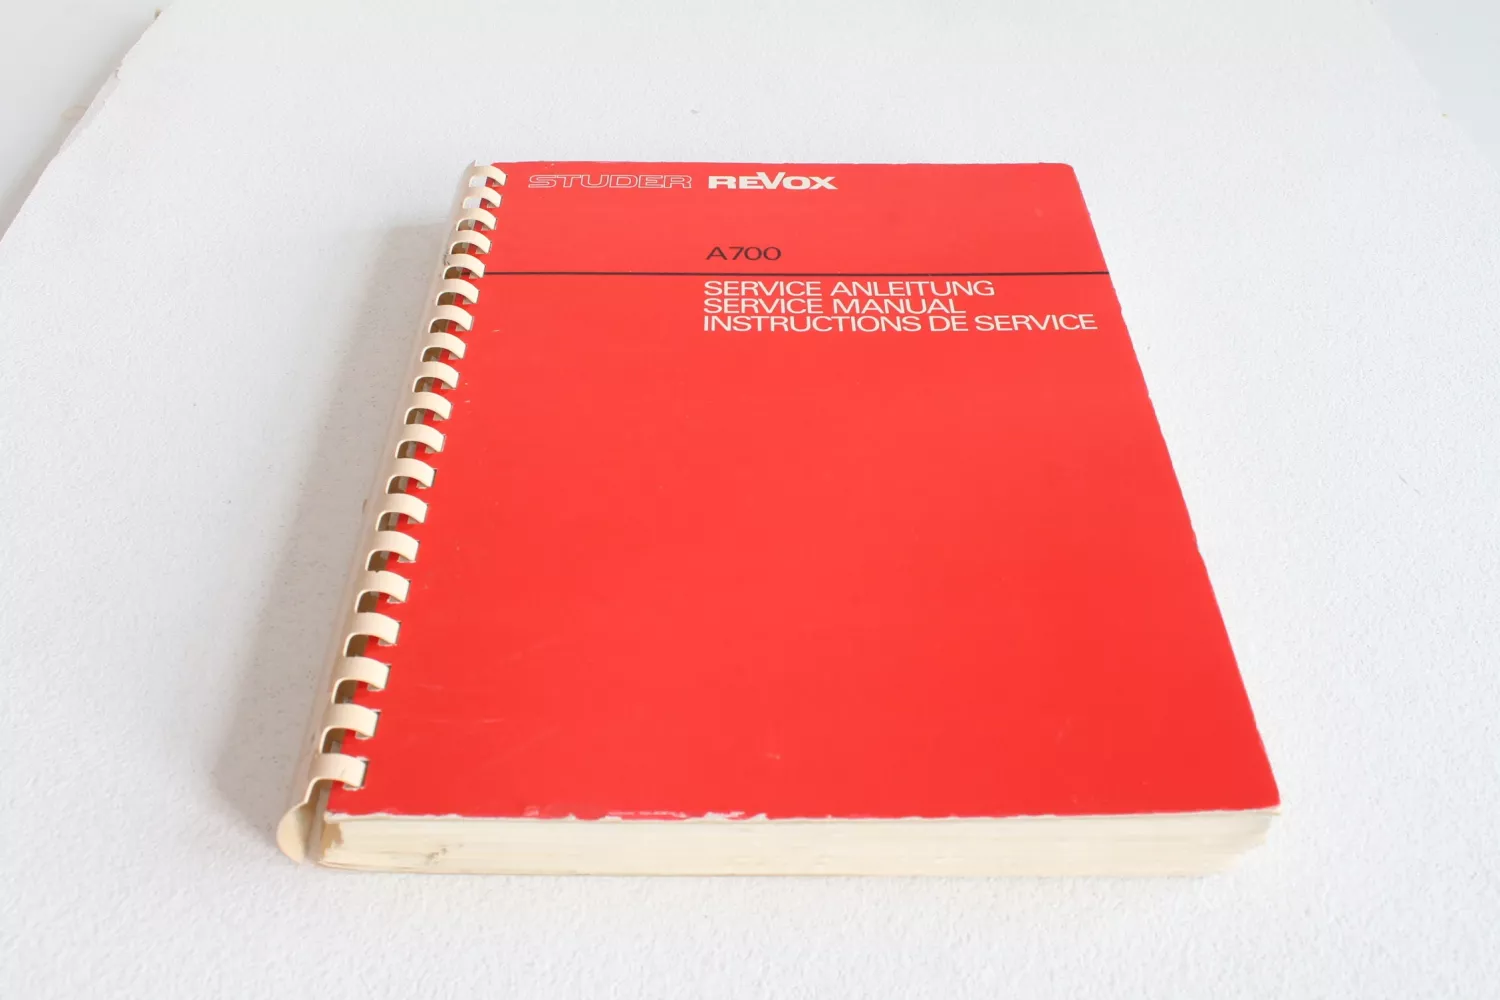 STUDER REVOX
A700
SERVICE ANLEITUNG
SERVICE MANUAL
INSTRUCTIONS DE SERVICE